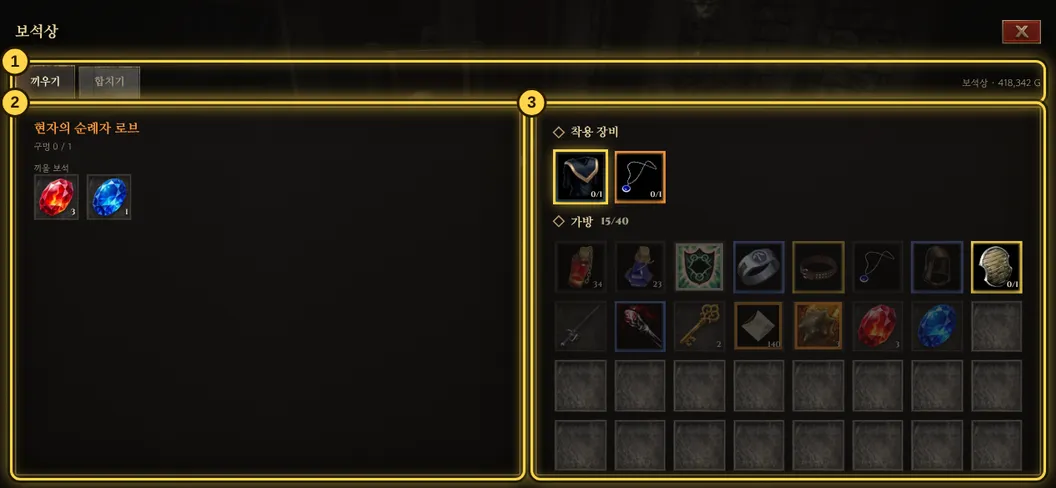 보석상
1
끼우기
합치기
보석상 · 418,342 G
2
현자의 순례자 로브
구멍 0 / 1
끼울 보석
3
1
3
착용 장비
0/1
0/1
가방 15/40
34
23
0/1
2
140
1
3
1